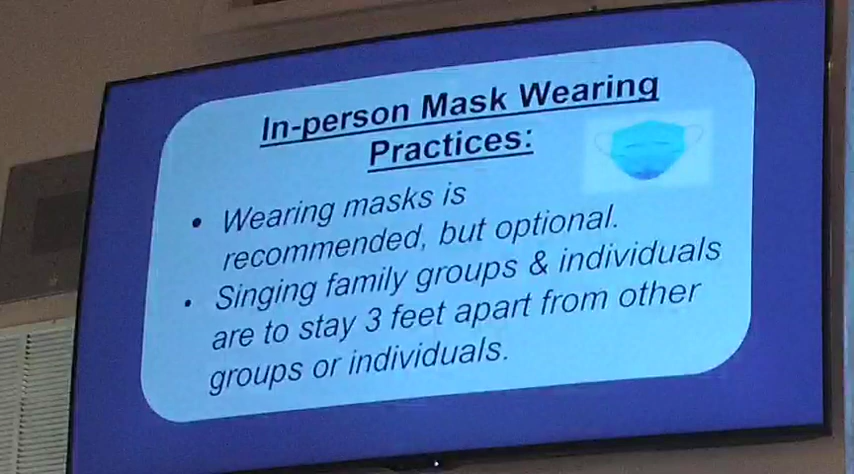 In-person Mask Wearing
Practices:
• Wearing masks is
recommended, but optional.
• Singing family groups & individuals
are to stay 3 feet apart from other
groups or individuals.